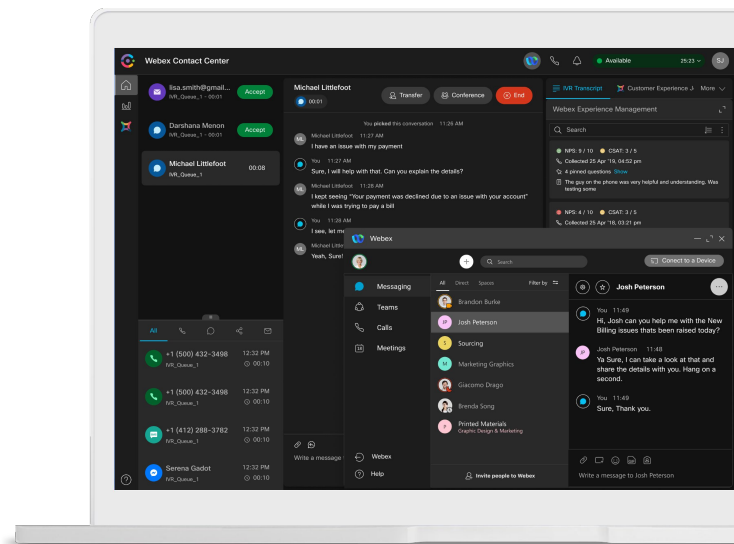 Webex Contact Center
Available
25:23
SJ
lisa.smith@gmail...
IVR_Queue_1 - 00:01
Accept
Darshana Menon
IVR_Queue_1 - 00:01
Accept
Michael Littlefoot
IVR_Queue_1
00:08
All
+1 (500) 432-3498
12:32 PM
IVR_Queue_1
00:10
+1 (500) 432-3498
12:32 PM
IVR_Queue_1
00:10
+1 (412) 288-3782
12:33 PM
IVR_Queue_1
00:10
Serena Gadot
12:32 PM
IVR_Queue_1
00:10
Michael Littlefoot
00:01
Transfer
Conference
End
You picked this conversation 11:26 AM
ML
Michael Littlefoot 11:27 AM
I have an issue with my payment
You 11:27 AM
Sure, I will help with that. Can you explain the details?
ML
Michael Littlefoot 11:28 AM
I kept seeing "Your payment was declined due to an issue with your account"
while I was trying to pay a bill
You 11:28 AM
I see, let m
ML
Michael Little
Yeah, Sure!
Write a message
IVR Transcript
Customer Experience J
More
Webex Experience Management
Search
NPS: 9 / 10 CSAT: 3 / 5
Collected 25 Apr '19, 04:52 pm
4 pinned questions Show
The guy on the phone was very helpful and understanding. Was
testing some
NPS: 4 / 10 CSAT: 3 / 5
Collected 25 Apr '18, 03:21 pm
Webex
Search
Conect to a Device
Messaging
Teams
Calls
Meetings
Webex
Help
All
Direct
Spaces
Filter by
Brandon Burke
JP
Josh Peterson
S
Sourcing
M
Marketing Graphics
Giacomo Drago
Brenda Song
P
Printed Materials
Graphic Design & Marketing
Invite people to Webex
Josh Peterson
You 11:49
Hi, Josh can you help me with the New
Billing issues thats been raised today?
JP
Josh Peterson 11:48
Ya Sure, I can take a look at that and
share the details with you. Hang on a
second.
You 11:49
Sure, Thank you.
Write a message to Josh Peterson